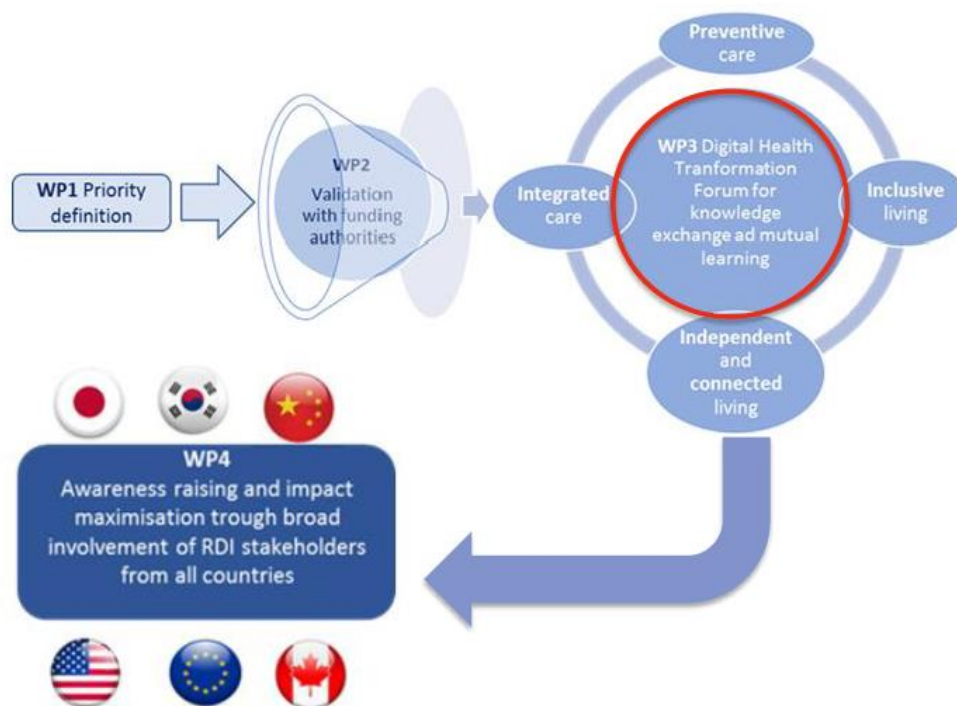 WP1 Priority
definition
WP2
Validation
with funding
authorities
Preventive
care
Integrated
care
WP3 Digital Health
Tranformation
Forum for
knowledge
exchange ad mutual
learning
Inclusive
living
Independent
and
connected
living
WP4
Awareness raising and impact
maximisation trough broad
involvement of RDI stakeholders
from all countries